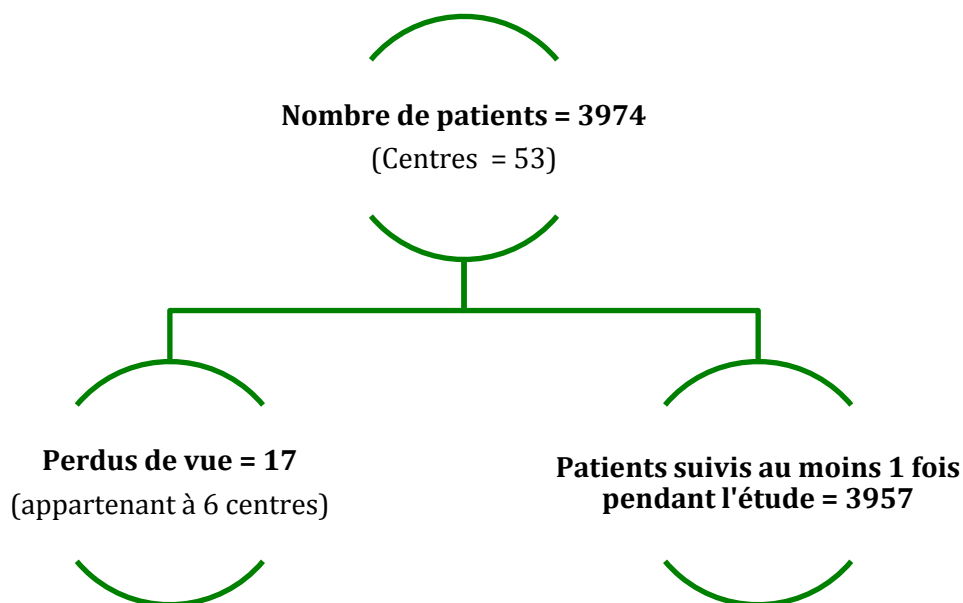 Nombre de patients = 3974
(Centres = 53)
Perdus de vue = 17
(appartenant à 6 centres)
Patients suivis au moins 1 fois
pendant l'étude = 3957